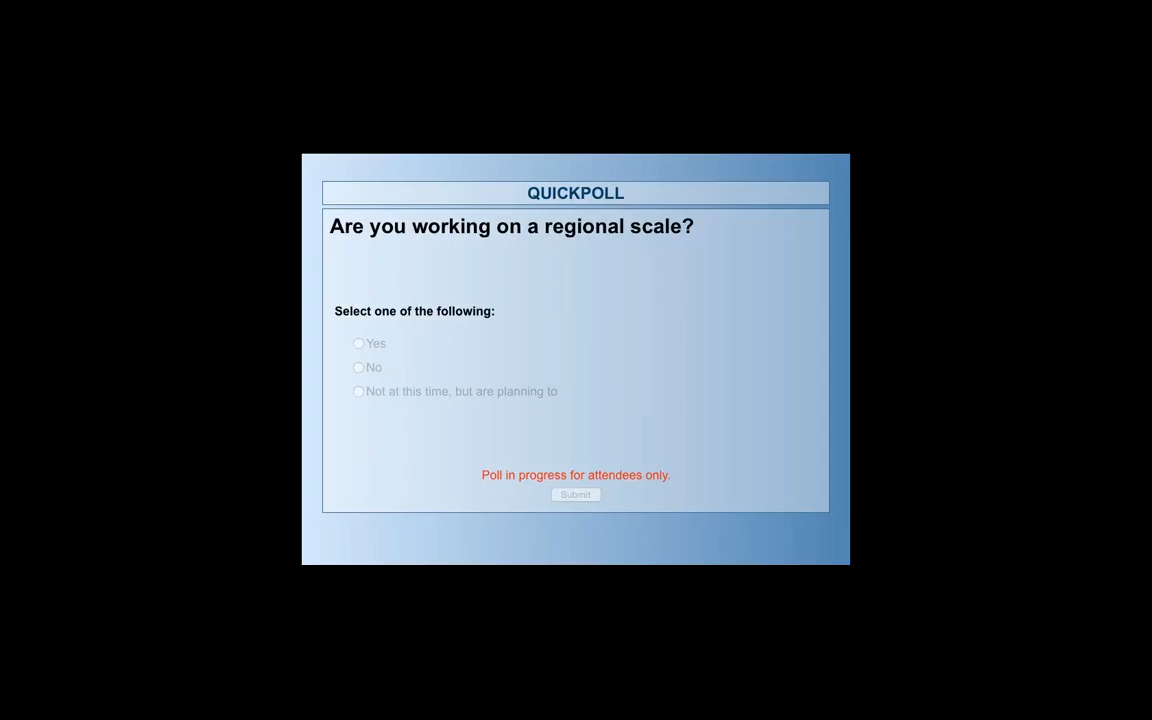 QUICKPOLL
Are you working on a regional scale?
Select one of the following:
Yes
No
Not at this time, but are planning to
Poll in progress for attendees only.
Submit